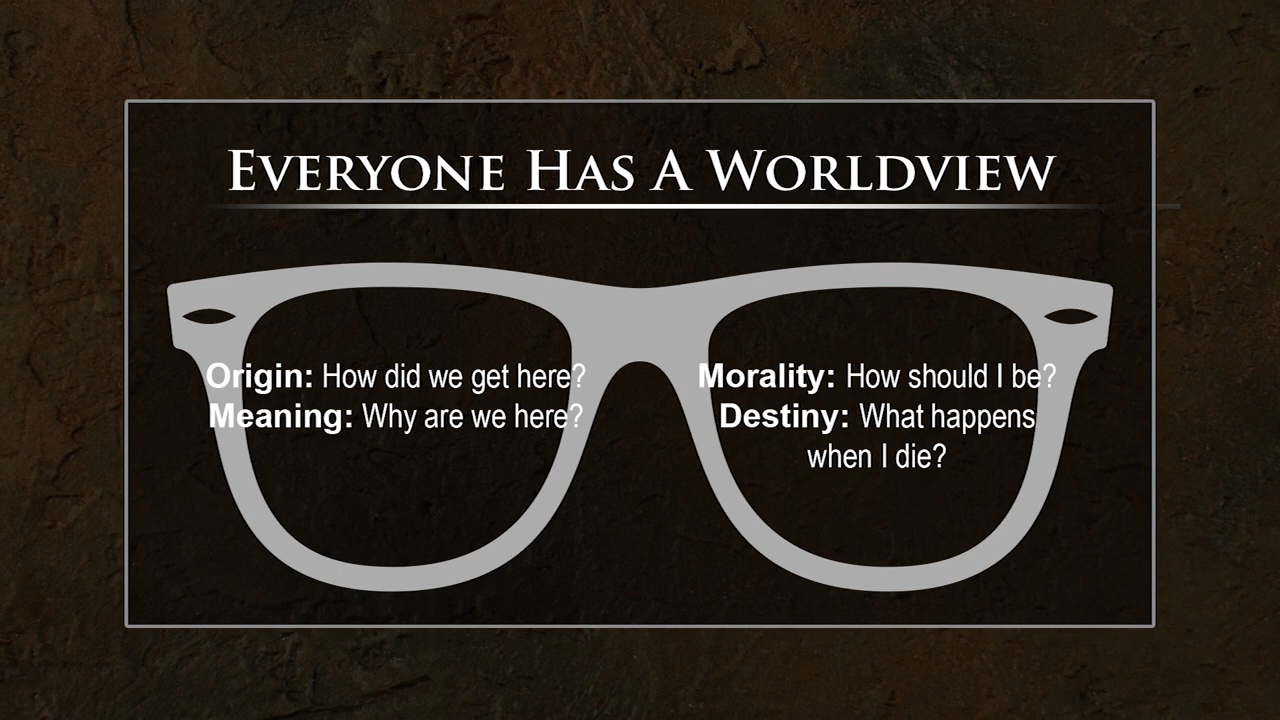 Everyone Has A Worldview
Origin: How did we get here?
Meaning: Why are we here?
Morality: How should I be?
Destiny: What happens
when I die?